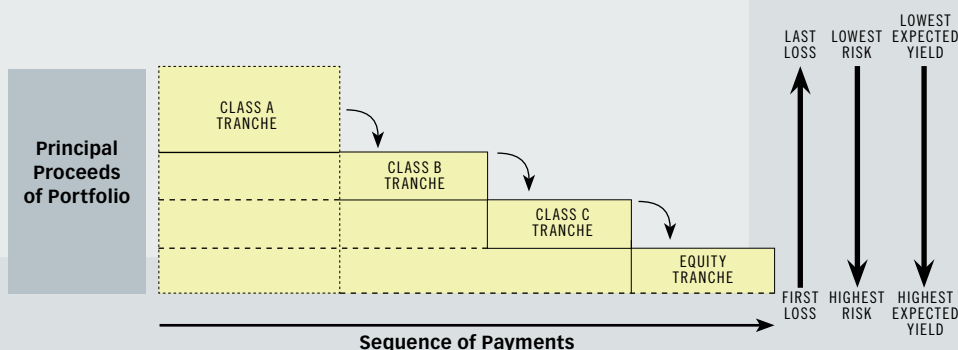 Principal
Proceeds
of Portfolio
CLASS A
TRANCHE
CLASS B
TRANCHE
CLASS C
TRANCHE
EQUITY
TRANCHE
Sequence of Payments
LAST
LOSS
LOWEST
RISK
LOWEST
EXPECTED
YIELD
FIRST
LOSS
HIGHEST
RISK
HIGHEST
EXPECTED
YIELD